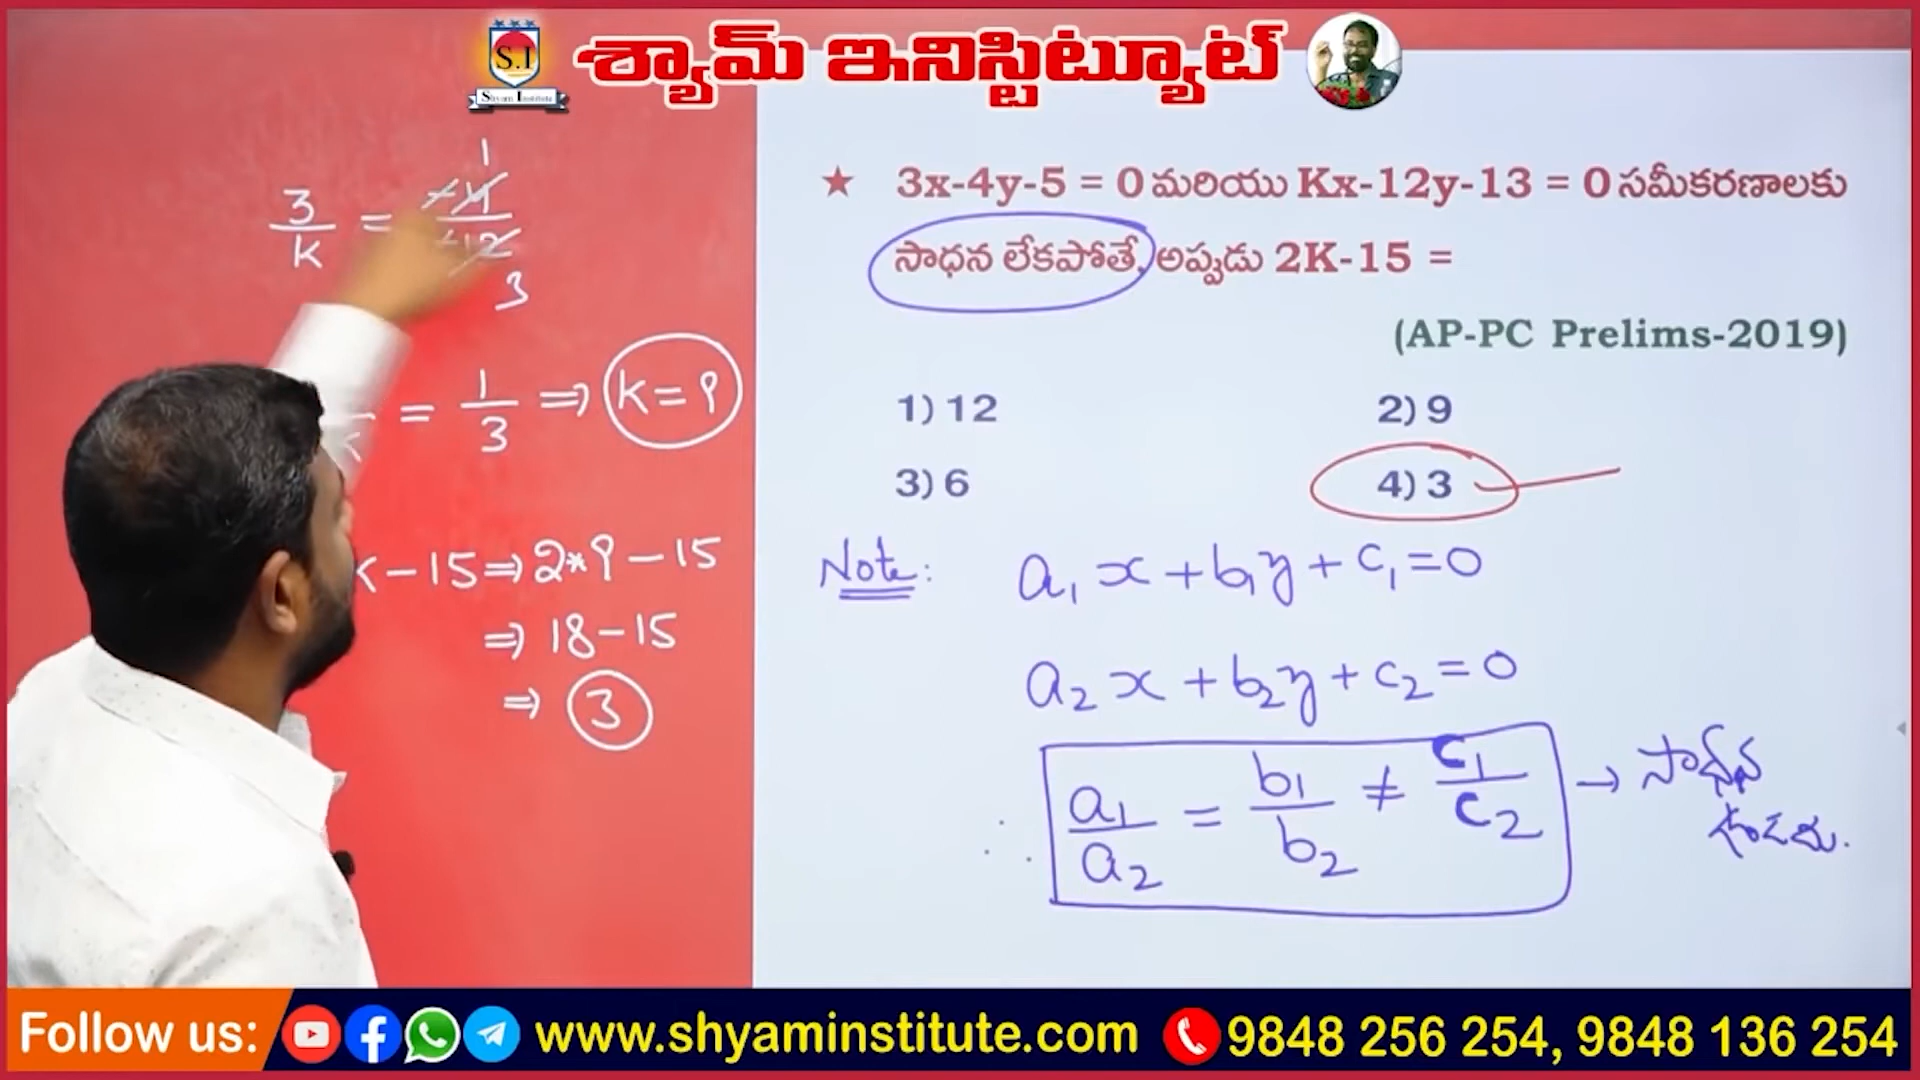 S.I
Shyam Institute
శ్యామ్ ఇనిస్టిట్యూట్
3/k = -4/-12
1
3
= 1/3 ⇒ k=9
k-15 ⇒ 2*9-15
⇒ 18-15
⇒ 3
★ 3x-4y-5 = 0 మరియు Kx-12y-13 = 0 సమీకరణాలకు
సాధన లేకపోతే, అప్పుడు 2K-15 =
(AP-PC Prelims-2019)
1) 12
2) 9
3) 6
4) 3
Note: a₁x+b₁y+c₁=0
a₂x+b₂y+c₂=0
∴ a₁/a₂ = b₁/b₂ ≠ c₁/c₂ → సాధన
ఉండదు.
Follow us: www.shyaminstitute.com 9848 256 254, 9848 136 254